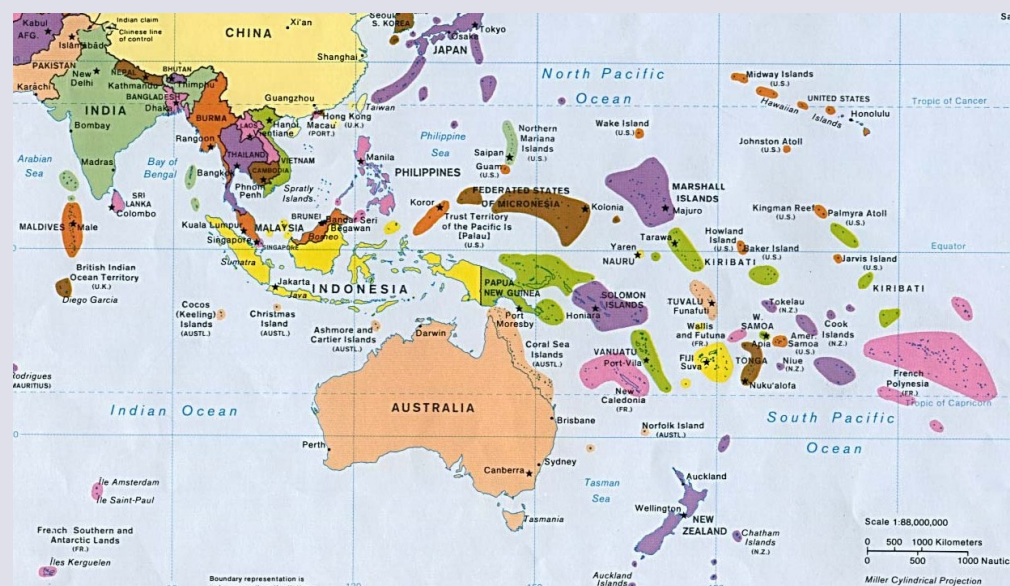 Kabul
AFG.
Islāmābād
Indian claim
Chinese line
of control
Xi'an
CHINA
Seoul
S. KOREA
Osaka
Tokyo
JAPAN
Shanghai
PAKISTAN
Karāchi
New
Delhi
NEPAL
Kathmandu
BHUTAN
Thimphu
BANGLADESH
Dhaka
INDIA
Bombay
Madras
Guangzhou
Hong Kong
(U.K.)
Macau
(PORT.)
Taiwan
BURMA
Rangoon
LAOS
Hanoi
Vientiane
THAILAND
Bangkok
VIETNAM
CAMBODIA
Phnom
Penh
Spratly
Islands
Arabian
Sea
Bay of
Bengal
SRI
LANKA
Colombo
MALDIVES
Male
British Indian
Ocean Territory
(U.K.)
Diego Garcia
North Pacific
Ocean
Philippine
Sea
Manila
PHILIPPINES
Northern
Mariana
Islands
(U.S.)
Saipan
Guam
(U.S.)
Wake Island
(U.S.)
Midway Islands
(U.S.)
Hawaiian
Islands
UNITED STATES
Honolulu
Tropic of Cancer
Johnston Atoll
(U.S.)
Kuala Lumpur
MALAYSIA
Singapore
SINGAPORE
BRUNEI
Bandar Seri
Begawan
Borneo
Sumatra
Jakarta
Java
INDONESIA
Koror
Trust Territory
of the Pacific Is
[Palau]
(U.S.)
FEDERATED STATES
OF MICRONESIA
Kolonia
MARSHALL
ISLANDS
Majuro
Tarawa
Yaren
NAURU
KIRIBATI
Howland
Island
(U.S.)
Baker Island
Kingman Reef
(U.S.)
Palmyra Atoll
(U.S.)
Jarvis Island
(U.S.)
Equator
KIRIBATI
Cocos
(Keeling)
Islands
(AUSTL.)
Christmas
Island
(AUSTL.)
Ashmore and
Cartier Islands
(AUSTL.)
Darwin
PAPUA
NEW GUINEA
Port
Moresby
SOLOMON
ISLANDS
Honiara
Coral Sea
Islands
(AUSTL.)
TUVALU
Funafuti
Wallis
and Futuna
(FR.)
Tokelau
(N.Z.)
W.
SAMOA
Apia
Amer.
Samoa
(U.S.)
Cook
Islands
(N.Z.)
Niue
(N.Z.)
VANUATU
Port-Vila
FIJI
Suva
TONGA
Nuku'alofa
New
Caledonia
(FR.)
French
Polynesia
(FR.)
Tropic of Capricorn
Rodrigues
(MAURITIUS)
Indian Ocean
AUSTRALIA
Brisbane
Perth
Canberra
Sydney
Tasmania
Norfolk Island
(AUSTL.)
South Pacific
Ocean
Tasman
Sea
Auckland
Wellington
NEW
ZEALAND
Chatham
Islands
(N.Z.)
Auckland
Islands
Île Amsterdam
Île Saint-Paul
French Southern and
Antarctic Lands
(FR.)
Îles Kerguelen
Boundary representation is
Scale 1:88,000,000
0 500 1000 Kilometers
0 1000 Nautic
Miller Cylindrical Projection